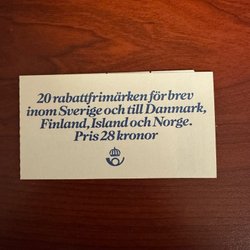 20 rabattfrimärken för brev
inom Sverige och till Danmark,
Finland, Island och Norge.
Pris 28 kronor